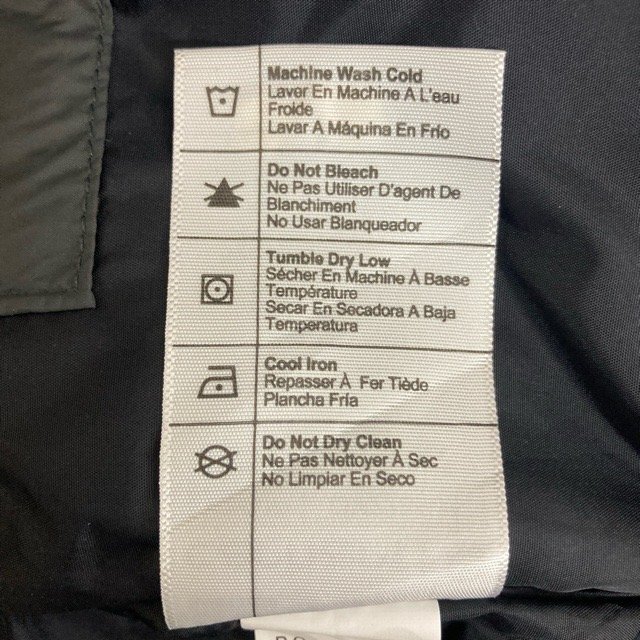 Machine Wash Cold
Laver En Machine A L'eau
Froide
Lavar A Máquina En Frío
Do Not Bleach
Ne Pas Utiliser D'agent De
Blanchiment
No Usar Blanqueador
Tumble Dry Low
Sécher En Machine À Basse
Température
Secar En Secadora A Baja
Temperatura
Cool Iron
Repasser À Fer Tiède
Plancha Fría
Do Not Dry Clean
Ne Pas Nettoyer À Sec
No Limpiar En Seco